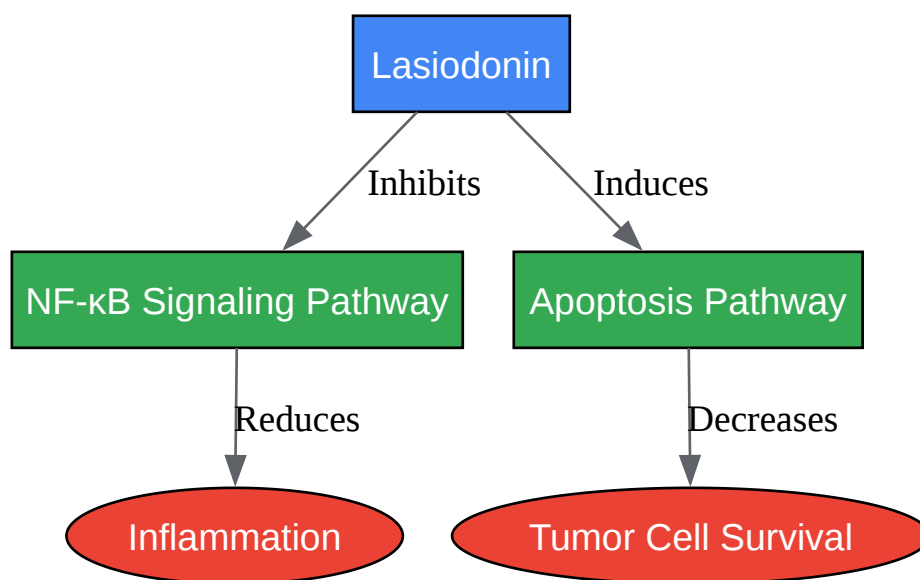 Lasiodonin
Inhibits
Induces
NF-κB Signaling Pathway
Apoptosis Pathway
Reduces
Decreases
Inflammation
Tumor Cell Survival